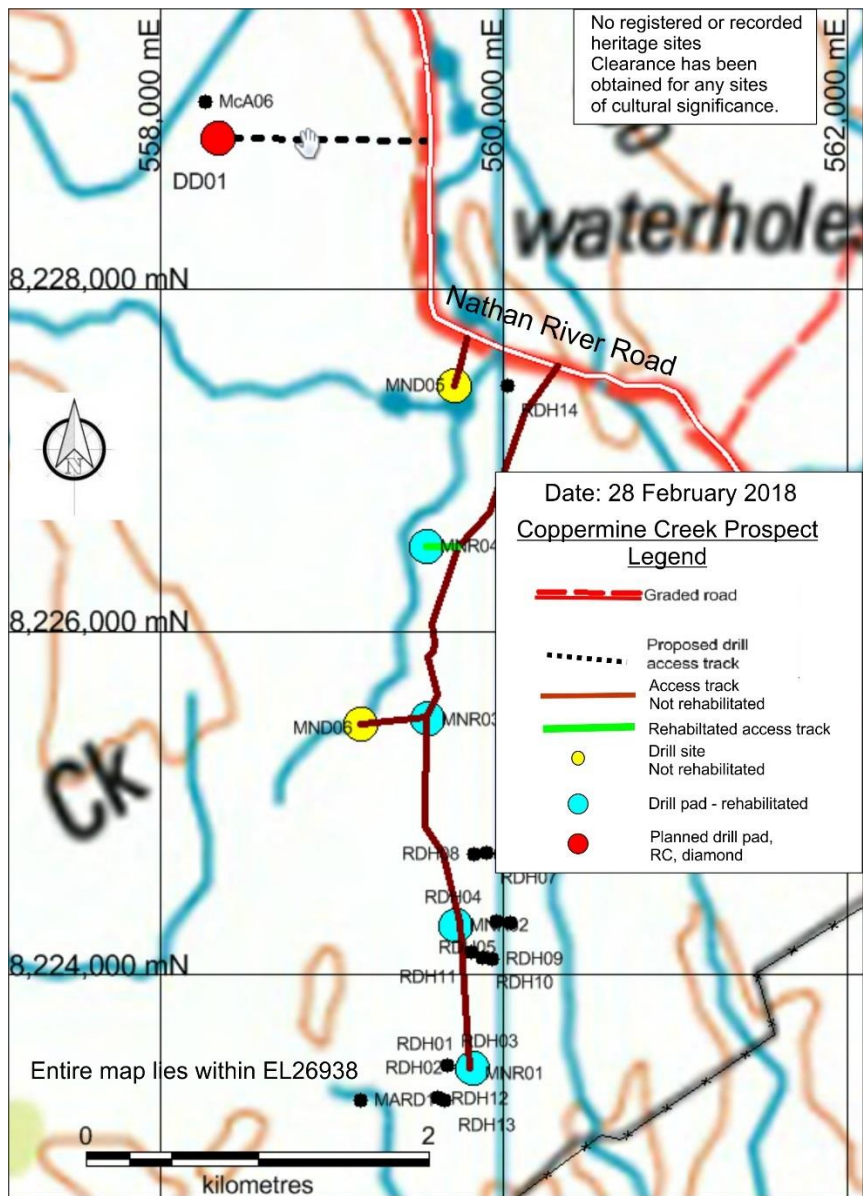 No registered or recorded
heritage sites
Clearance has been
obtained for any sites
of cultural significance.
558,000 mE
560,000 mE
562,000 mE
McA06
DD01
waterholes
8,228,000 mN
Nathan River Road
MND05
RDH14
N
Date: 28 February 2018
Coppermine Creek Prospect
Legend
Graded road
Proposed drill
access track
Access track
Not rehabilitated
Rehabiltated access track
Drill site
Not rehabilitated
Drill pad - rehabilitated
Planned drill pad,
RC, diamond
MNR04
8,226,000 mN
MND06
MNR03
Ck
RDH08
RDH07
RDH04
MNR02
RDH05
RDH09
8,224,000 mN
RDH11
RDH10
RDH01
RDH03
RDH02
MNR01
Entire map lies within EL26938
MARD1
RDH12
RDH13
0
2
kilometres